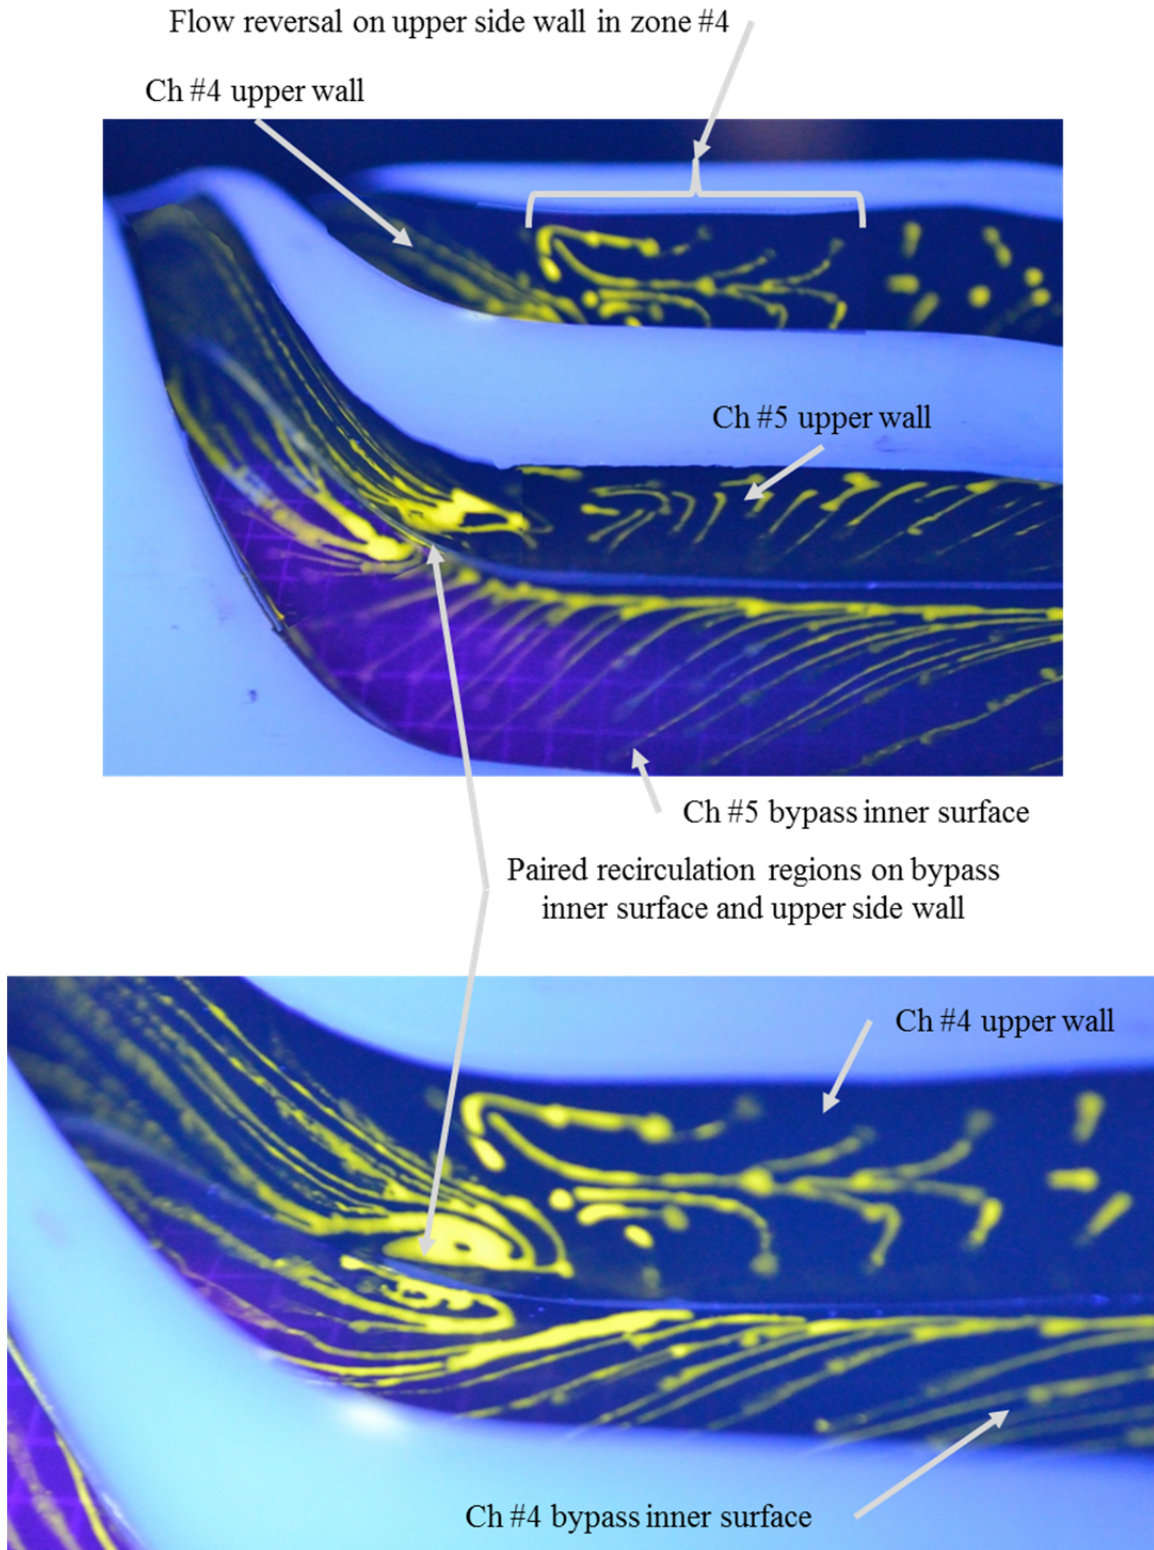 Flow reversal on upper side wall in zone #4
Ch #4 upper wall
Ch #5 upper wall
Ch #5 bypass inner surface
Paired recirculation regions on bypass
inner surface and upper side wall
Ch #4 upper wall
Ch #4 bypass inner surface